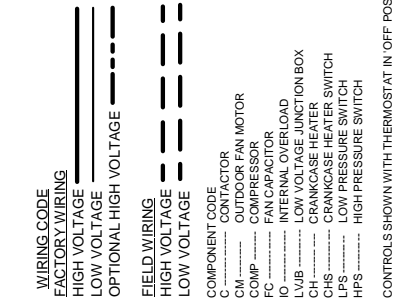 WIRING CODE
FACTORY WIRING
HIGH VOLTAGE
LOW VOLTAGE
OPTIONAL HIGH VOLTAGE
FIELD WIRING
HIGH VOLTAGE
LOW VOLTAGE
COMPONENT CODE
C ---------- CONTACTOR
CM -------- OUTDOOR FAN MOTOR
COMP ------ COMPRESSOR
FC --------- FAN CAPACITOR
IO ---------- INTERNAL OVERLOAD
LVJB -------- LOW VOLTAGE JUNCTION BOX
CH --------- CRANKCASE HEATER
CHS -------- CRANKCASE HEATER SWITCH
LPS -------- LOW PRESSURE SWITCH
HPS -------- HIGH PRESSURE SWITCH
CONTROLS SHOWN WITH THERMOSTAT IN 'OFF' POS